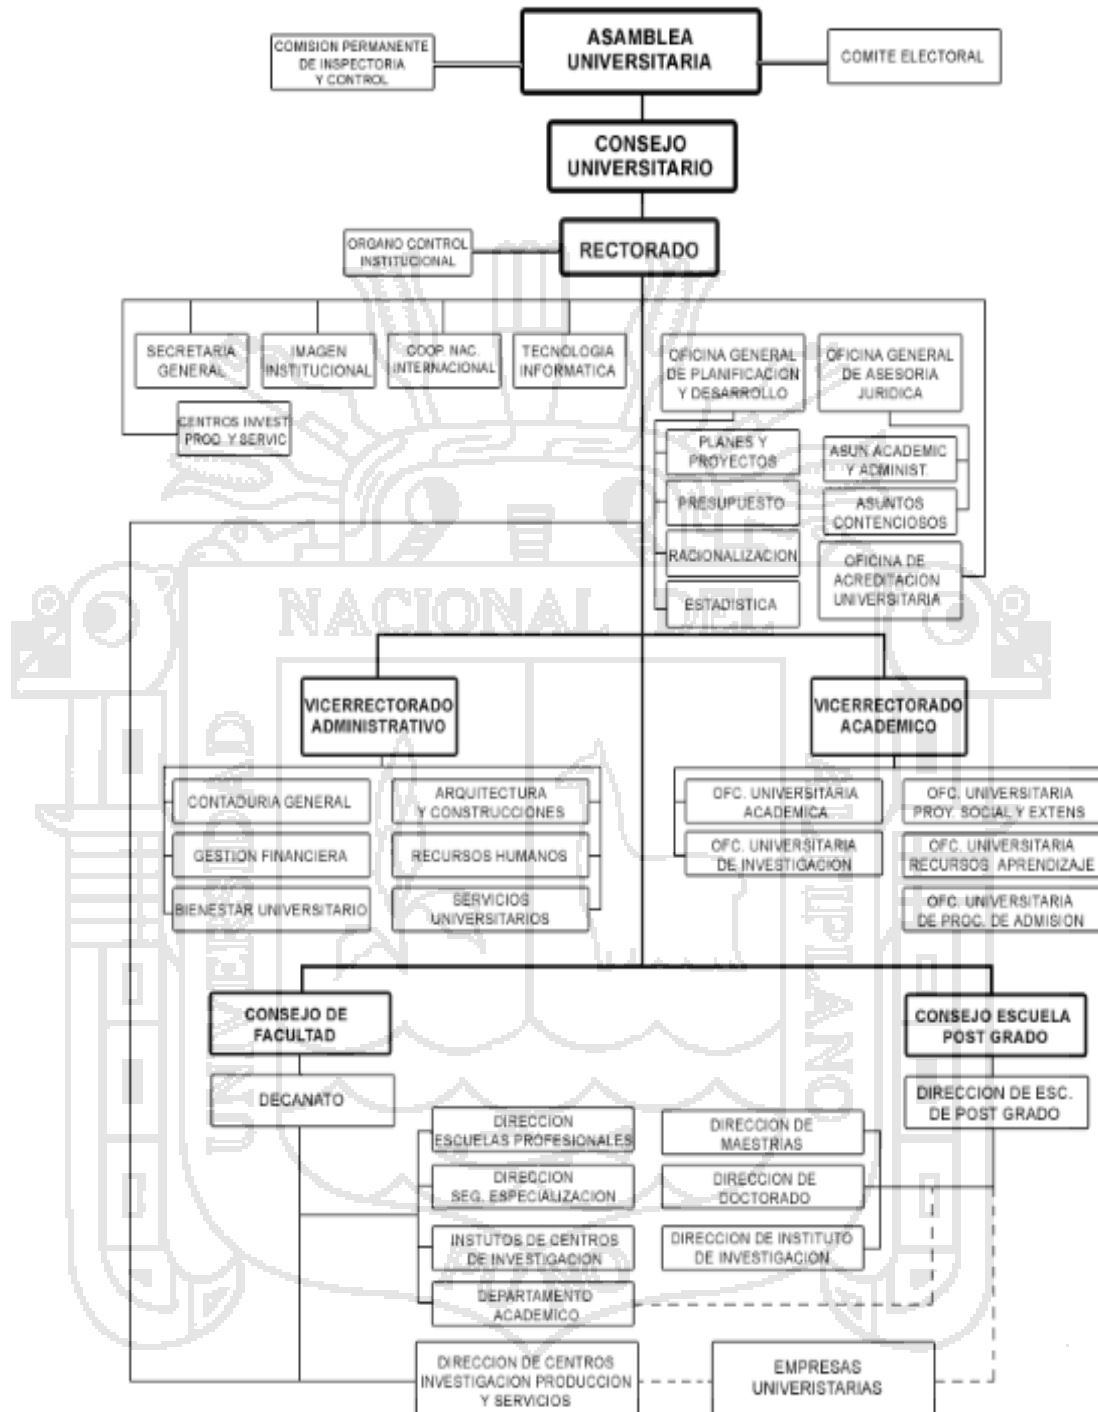 ASAMBLEA
UNIVERSITARIA
COMISION PERMANENTE
DE INSPECTORIA
Y CONTROL
COMITE ELECTORAL
CONSEJO
UNIVERSITARIO
RECTORADO
ORGANO CONTROL
INSTITUCIONAL
SECRETARIA
GENERAL
IMAGEN
INSTITUCIONAL
COOP. NAC.
INTERNACIONAL
TECNOLOGIA
INFORMATICA
OFICINA GENERAL
DE PLANIFICACION
Y DESARROLLO
OFICINA GENERAL
DE ASESORIA
JURIDICA
CENTROS INVEST.
PROD. Y SERVIC
PLANES Y
PROYECTOS
ASUN ACADEMIC
Y ADMINIST.
PRESUPUESTO
ASUNTOS
CONTENCIOSOS
RACIONALIZACION
OFICINA DE
ACREDITACION
UNIVERSITARIA
ESTADISTICA
NACIONAL DEL
UNIVERSIDAD
ALTIPLANO
PUNO
VICERRECTORADO
ADMINISTRATIVO
VICERRECTORADO
ACADEMICO
CONTADURIA GENERAL
ARQUITECTURA
Y CONSTRUCCIONES
OFC. UNIVERSITARIA
ACADEMICA
OFC. UNIVERSITARIA
PROY. SOCIAL Y EXTENS
GESTION FINANCIERA
RECURSOS HUMANOS
OFC. UNIVERSITARIA
DE INVESTIGACION
OFC. UNIVERSITARIA
RECURSOS APRENDIZAJE
BIENESTAR UNIVERSITARIO
SERVICIOS
UNIVERSITARIOS
OFC. UNIVERSITARIA
DE PROC. DE ADMISION
CONSEJO DE
FACULTAD
CONSEJO ESCUELA
POST GRADO
DECANATO
DIRECCION DE ESC.
DE POST GRADO
DIRECCION
ESCUELAS PROFESIONALES
DIRECCION DE
MAESTRIAS
DIRECCION
SEG. ESPECIALIZACION
DIRECCION DE
DOCTORADO
INSTUTOS DE CENTROS
DE INVESTIGACION
DIRECCION DE INSTITUTO
DE INVESTIGACION
DEPARTAMENTO
ACADEMICO
DIRECCION DE CENTROS
INVESTIGACION PRODUCCION
Y SERVICIOS
EMPRESAS
UNIVERISTARIAS